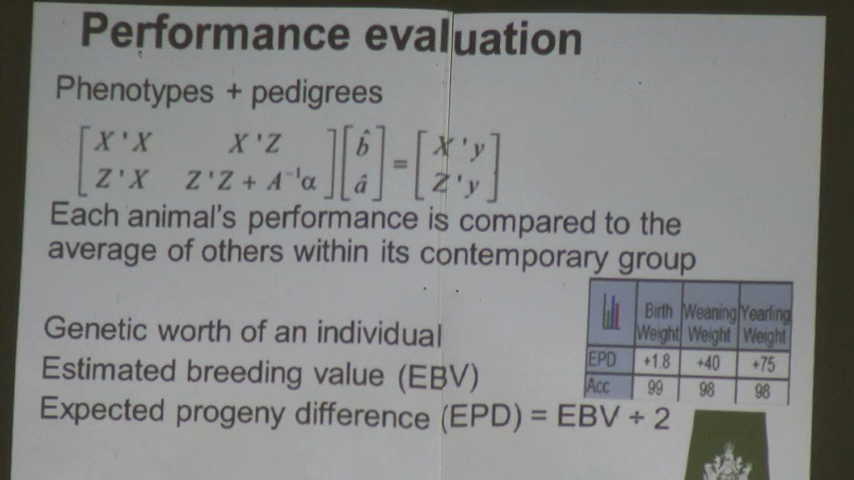 Performance evaluation
Phenotypes + pedigrees
[X'X X'Z] [b̂] = [X'y]
[Z'X Z'Z + A⁻¹α] [â] [Z'y]
Each animal's performance is compared to the
average of others within its contemporary group
Birth Weight Weaning Weight Yearling Weight
EPD +1.8 +40 +75
Acc 99 98 98
Genetic worth of an individual
Estimated breeding value (EBV)
Expected progeny difference (EPD) = EBV ÷ 2